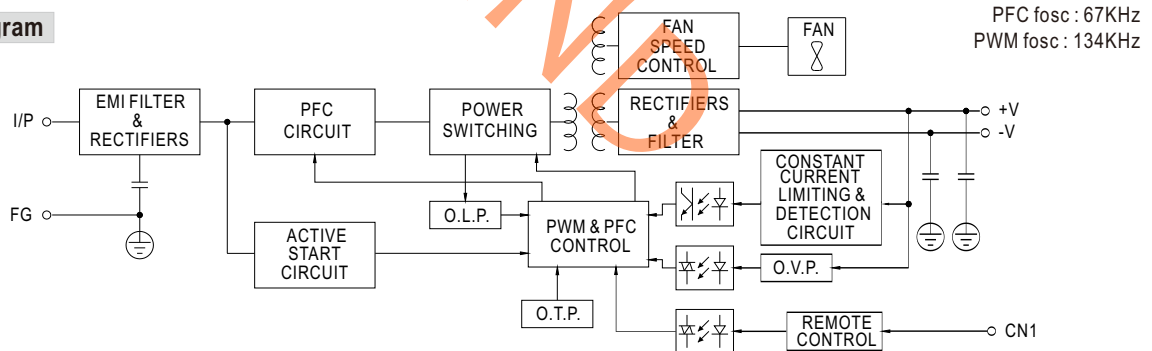 gram
PFC fosc : 67KHz
PWM fosc : 134KHz
FAN
SPEED
CONTROL
FAN
I/P
EMI FILTER
&
RECTIFIERS
PFC
CIRCUIT
POWER
SWITCHING
RECTIFIERS
&
FILTER
+V
-V
FG
ACTIVE
START
CIRCUIT
O.L.P.
PWM & PFC
CONTROL
CONSTANT
CURRENT
LIMITING &
DETECTION
CIRCUIT
O.V.P.
O.T.P.
REMOTE
CONTROL
CN1